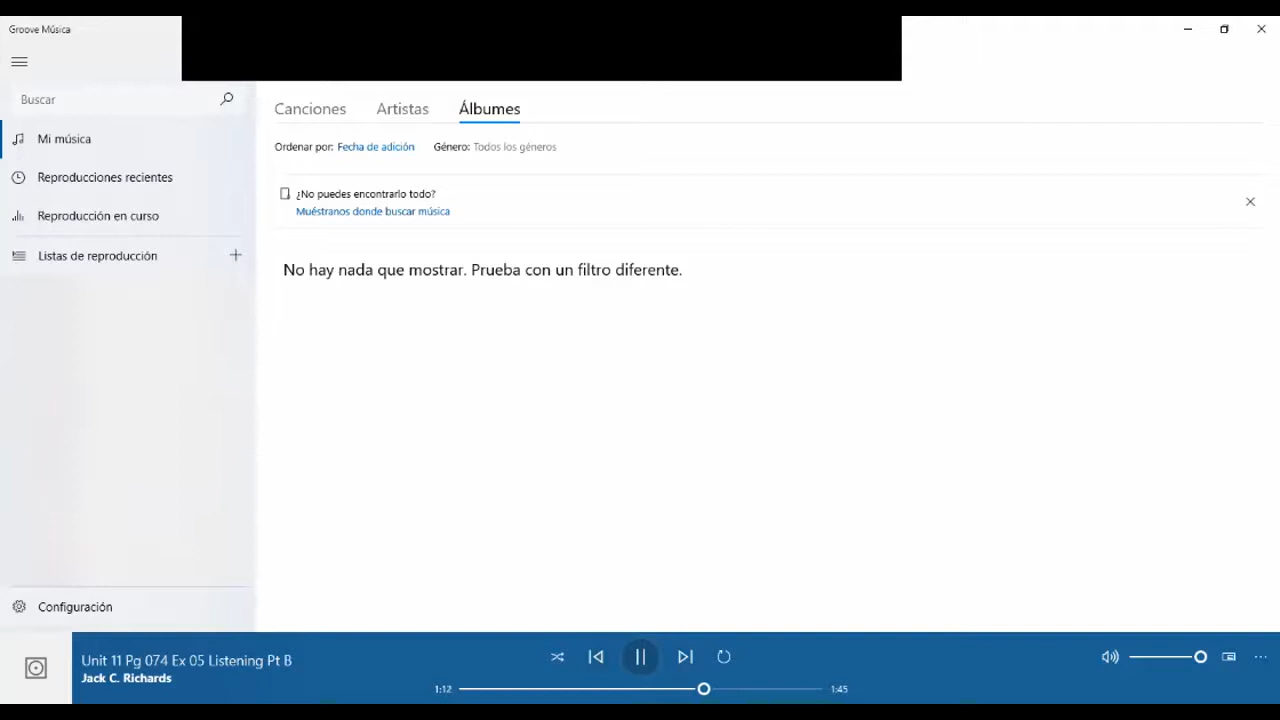 Groove Música
Buscar
Mi música
Reproducciones recientes
Reproducción en curso
Listas de reproducción
Configuración
Canciones Artistas Álbumes
Ordenar por: Fecha de adición Género: Todos los géneros
¿No puedes encontrarlo todo?
Muéstranos donde buscar música
No hay nada que mostrar. Prueba con un filtro diferente.
Unit 11 Pg 074 Ex 05 Listening Pt B
Jack C. Richards
1:12 1:45